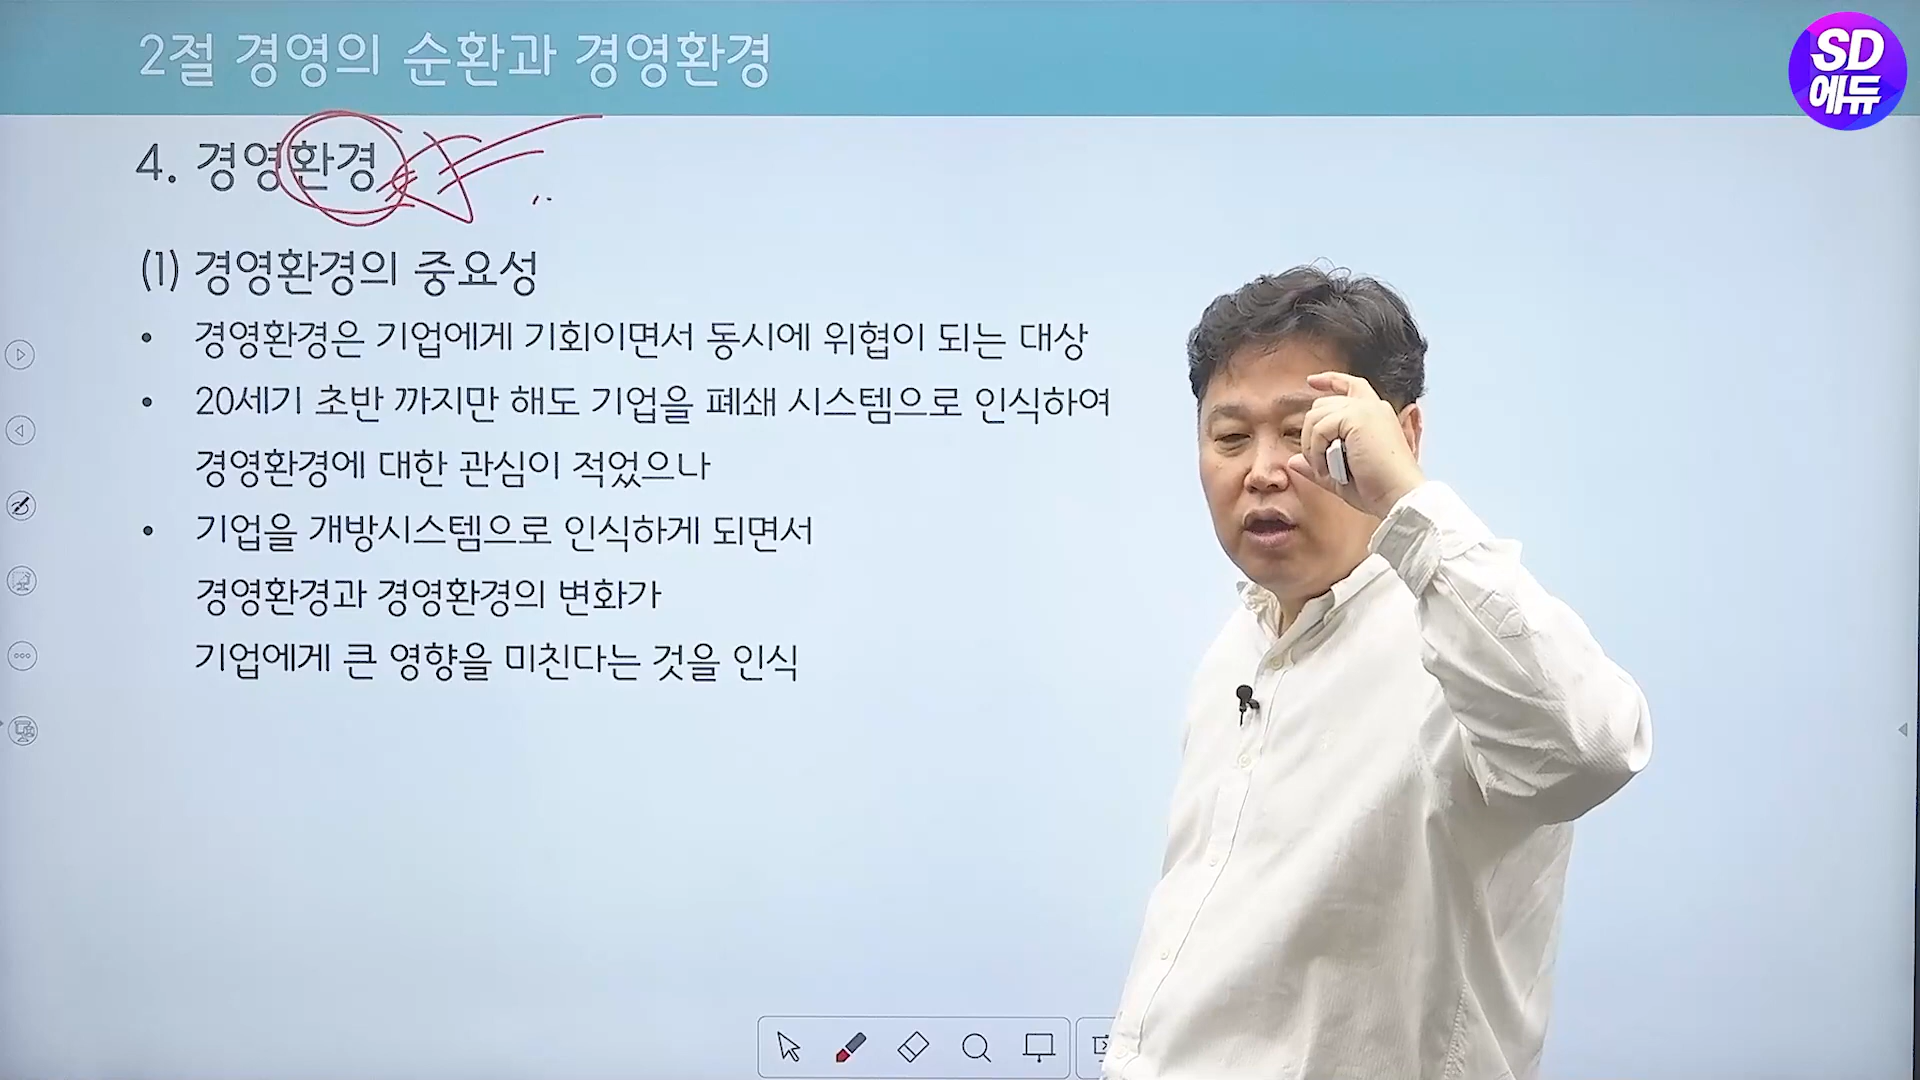 2절 경영의 순환과 경영환경
SD
에듀
4. 경영환경
(1) 경영환경의 중요성
• 경영환경은 기업에게 기회이면서 동시에 위협이 되는 대상
• 20세기 초반 까지만 해도 기업을 폐쇄 시스템으로 인식하여
경영환경에 대한 관심이 적었으나
• 기업을 개방시스템으로 인식하게 되면서
경영환경과 경영환경의 변화가
기업에게 큰 영향을 미친다는 것을 인식